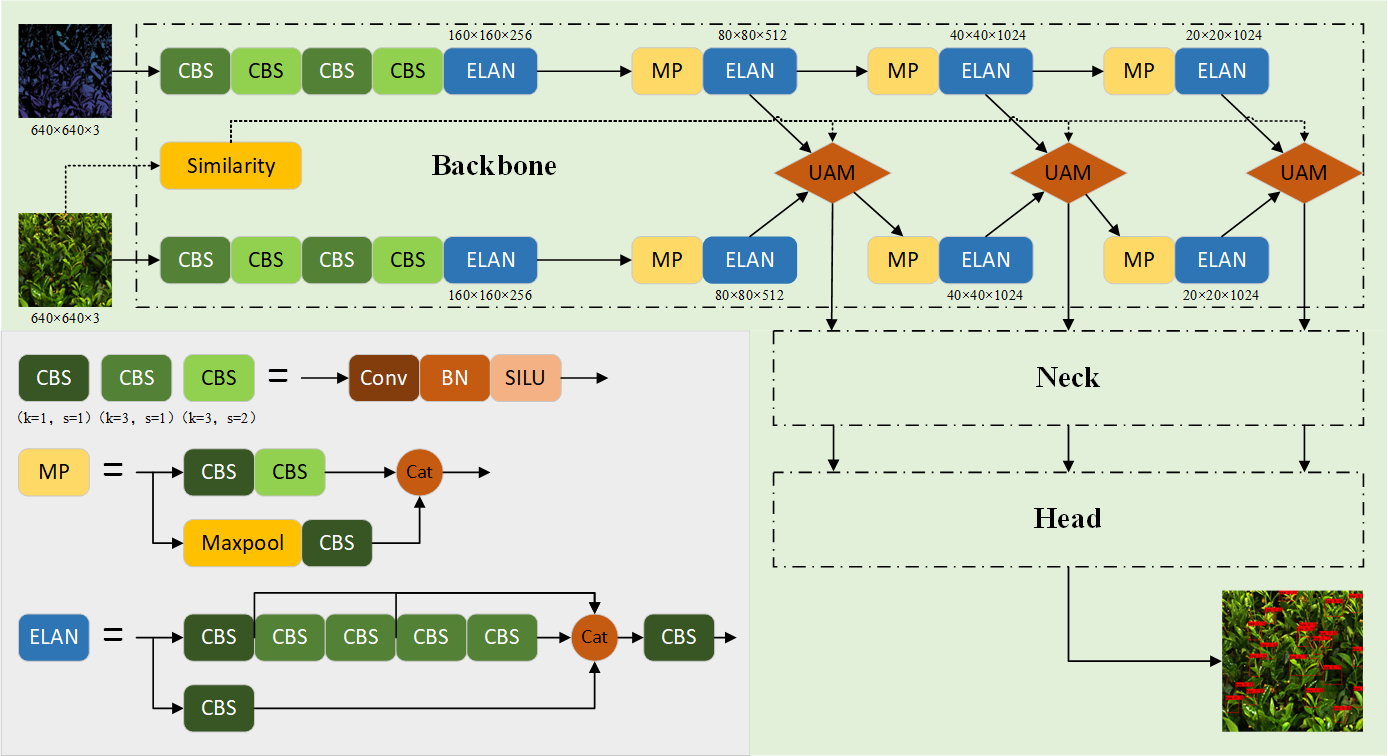 160×160×256
80×80×512
40×40×1024
20×20×1024
CBS CBS CBS CBS ELAN MP ELAN MP ELAN MP ELAN
640×640×3
Similarity
Backbone
UAM UAM UAM
CBS CBS CBS CBS ELAN MP ELAN MP ELAN MP ELAN
160×160×256
80×80×512
40×40×1024
20×20×1024
640×640×3
CBS CBS CBS = Conv BN SILU
(k=1, s=1) (k=3, s=1) (k=3, s=2)
MP = CBS CBS Cat
Maxpool CBS
ELAN = CBS CBS CBS CBS CBS Cat CBS
CBS
Neck
Head